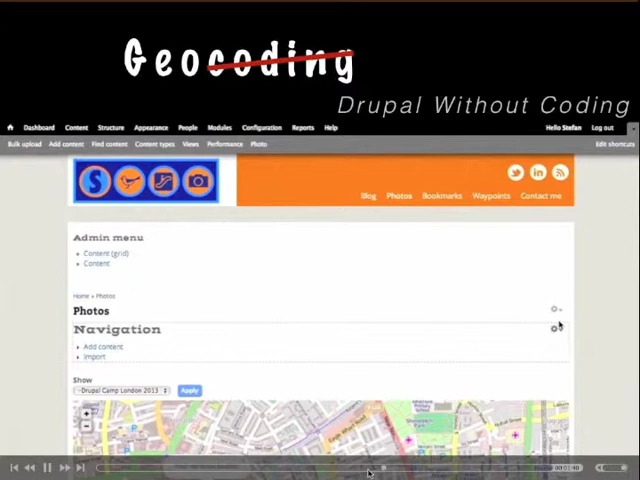 Geocoding
Drupal Without Coding
Dashboard Content Structure Appearance People Modules Configuration Reports Help Hello Stefan Log out
Bulk upload Add content Find content Content types Views Performance Photo Edit shortcuts
S
Blog Photos Bookmarks Waypoints Contact me
Admin menu
Content (grid)
Content
Home » Photos
Photos
Navigation
Add content
Import
Show
-Drupal Camp London 2013 Apply
+
−